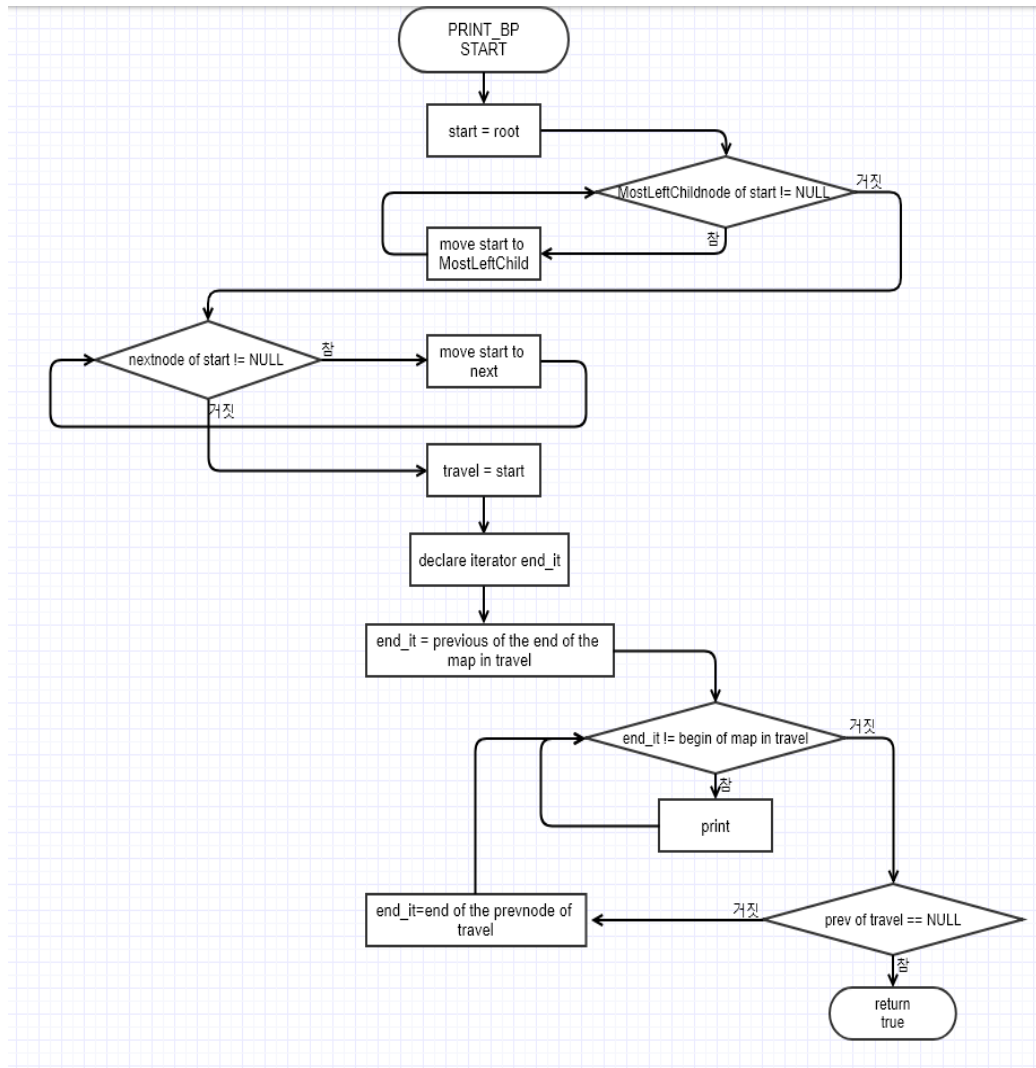 PRINT_BP
START
start = root
MostLeftChildnode of start != NULL
거짓
참
move start to
MostLeftChild
nextnode of start != NULL
참
move start to
next
거짓
travel = start
declare iterator end_it
end_it = previous of the end of the
map in travel
end_it != begin of map in travel
거짓
참
print
end_it=end of the prevnode of
travel
거짓
prev of travel == NULL
참
return
true